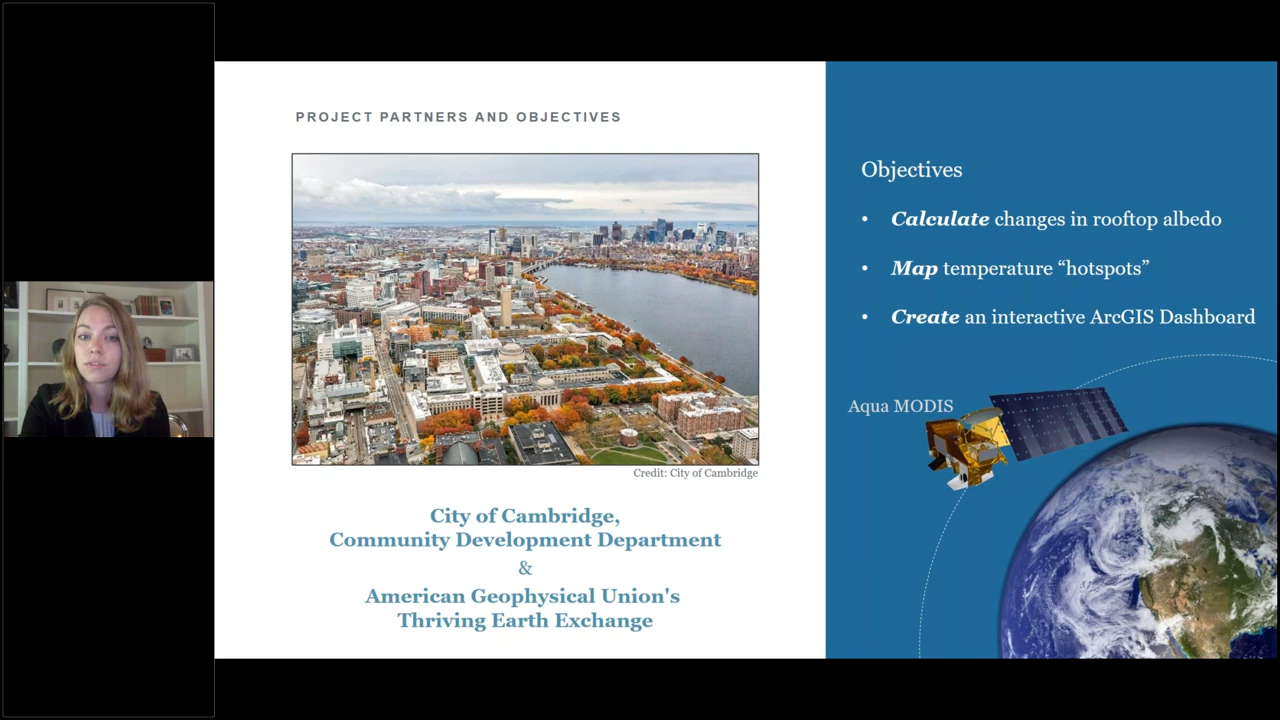 PROJECT PARTNERS AND OBJECTIVES
Credit: City of Cambridge
City of Cambridge,
Community Development Department
&
American Geophysical Union's
Thriving Earth Exchange
Objectives
• Calculate changes in rooftop albedo
• Map temperature “hotspots”
• Create an interactive ArcGIS Dashboard
Aqua MODIS